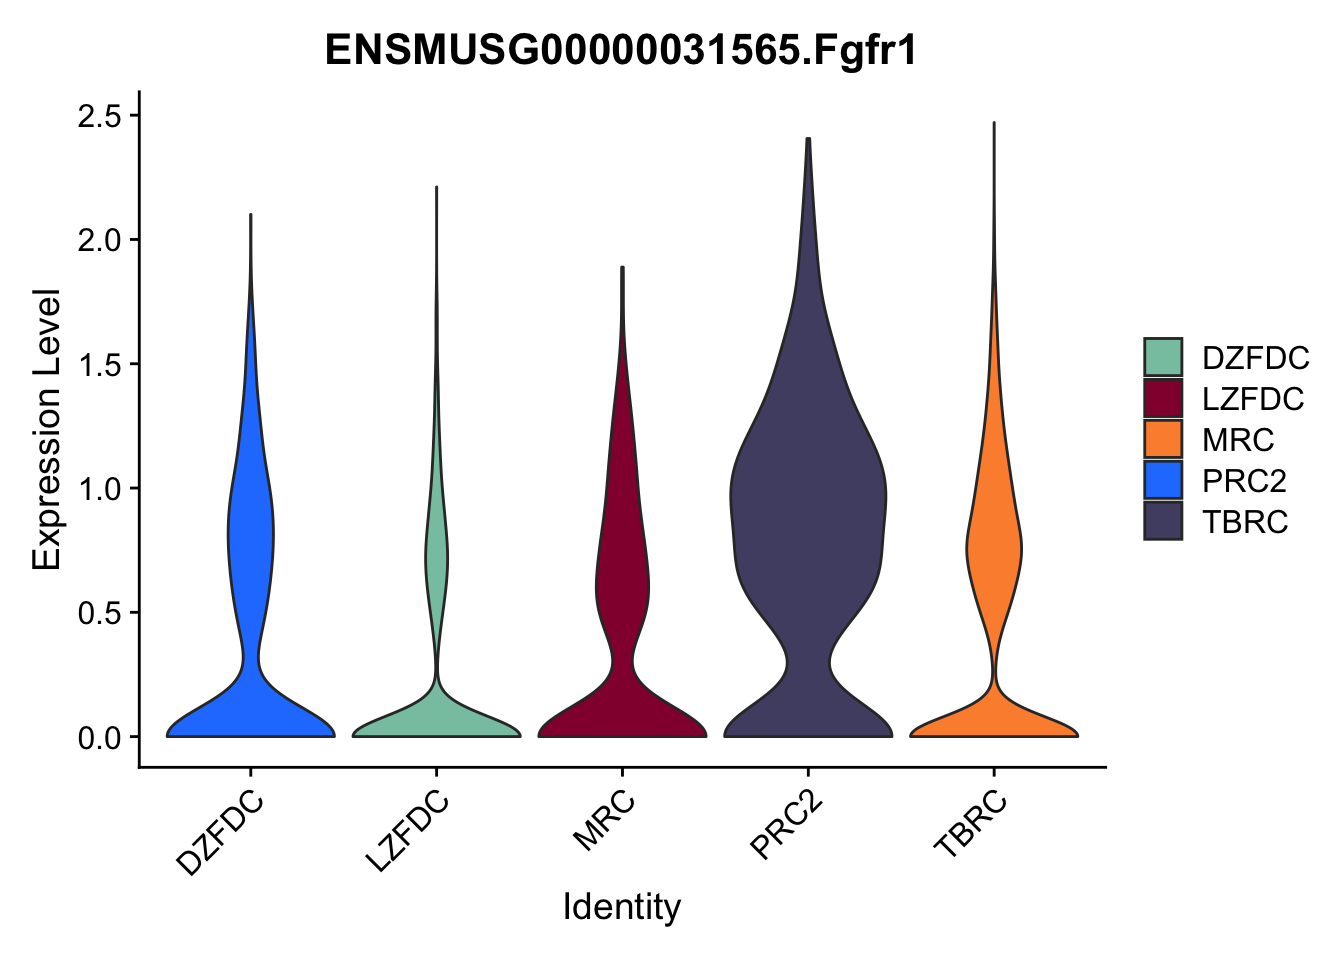 ENSMUSG00000031565.Fgfr1
Expression Level
2.5
2.0
1.5
1.0
0.5
0.0
DZFDC
LZFDC
MRC
PRC2
TBRC
Identity
DZFDC
LZFDC
MRC
PRC2
TBRC